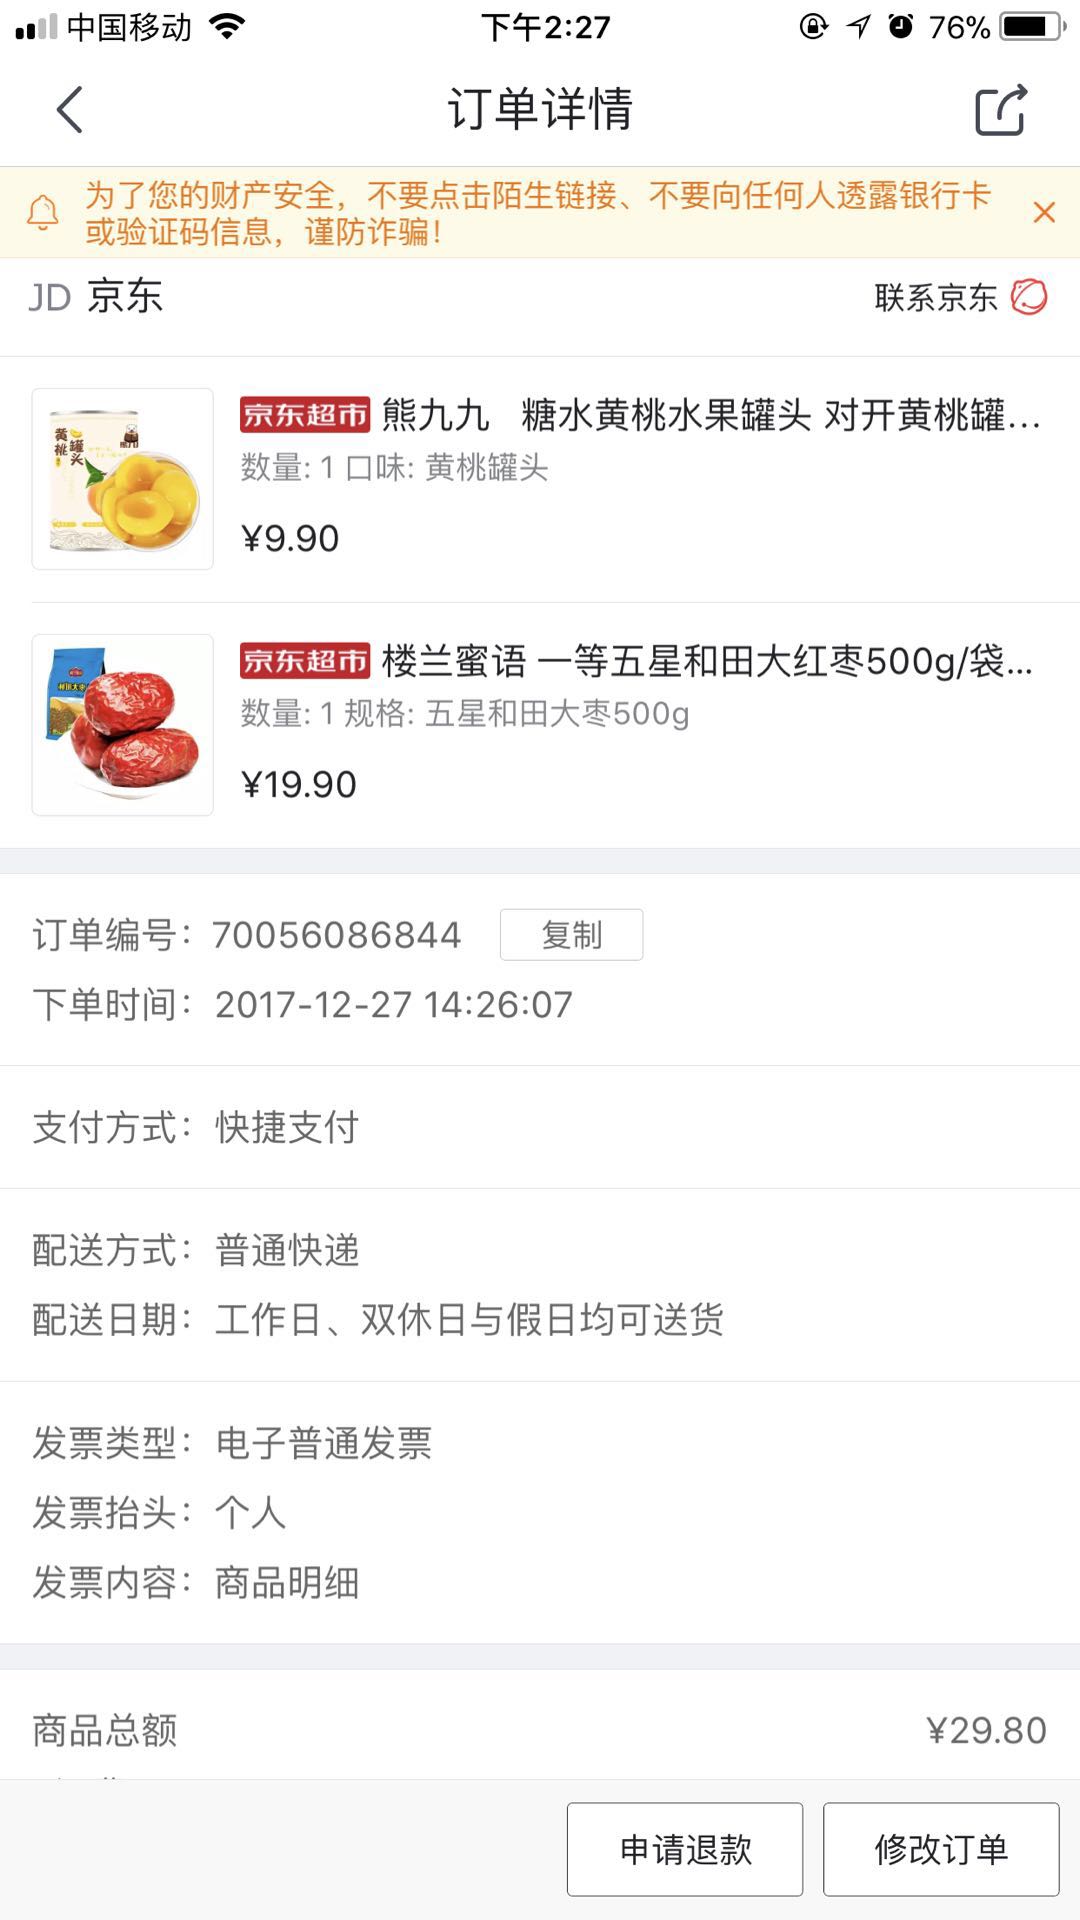 中国移动 下午2:27 76%
订单详情
为了您的财产安全，不要点击陌生链接、不要向任何人透露银行卡
或验证码信息，谨防诈骗！
JD 京东 联系京东
京东超市 熊九九 糖水黄桃水果罐头 对开黄桃罐...
数量: 1 口味: 黄桃罐头
¥9.90
黄桃
罐头
京东超市 楼兰蜜语 一等五星和田大红枣500g/袋...
数量: 1 规格: 五星和田大枣500g
¥19.90
订单编号：70056086844 复制
下单时间：2017-12-27 14:26:07
支付方式：快捷支付
配送方式：普通快递
配送日期：工作日、双休日与假日均可送货
发票类型：电子普通发票
发票抬头：个人
发票内容：商品明细
商品总额 ¥29.80
申请退款 修改订单